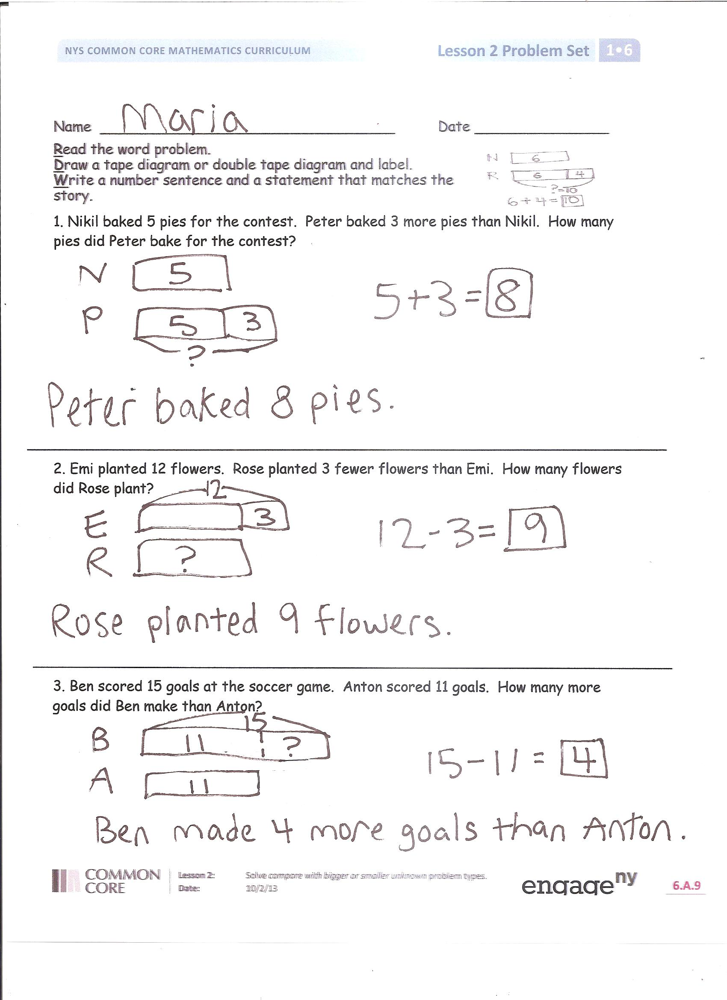 NYS COMMON CORE MATHEMATICS CURRICULUM
Lesson 2 Problem Set 1•6
Name Maria
Date
Read the word problem.
Draw a tape diagram or double tape diagram and label.
Write a number sentence and a statement that matches the
story.
N 6
R 6 4
?=10
6+4=10
1. Nikil baked 5 pies for the contest. Peter baked 3 more pies than Nikil. How many
pies did Peter bake for the contest?
N 5
P 5 3
?
5+3=8
Peter baked 8 pies.
2. Emi planted 12 flowers. Rose planted 3 fewer flowers than Emi. How many flowers
did Rose plant?
12
E 3
R ?
12-3=9
Rose planted 9 flowers.
3. Ben scored 15 goals at the soccer game. Anton scored 11 goals. How many more
goals did Ben make than Anton?
15
B 11 ?
A 11
15-11=4
Ben made 4 more goals than Anton.
COMMON
CORE
Lesson 2: Solve compare with bigger or smaller unknown problem types.
Date: 10/2/13
engage ny
6.A.9